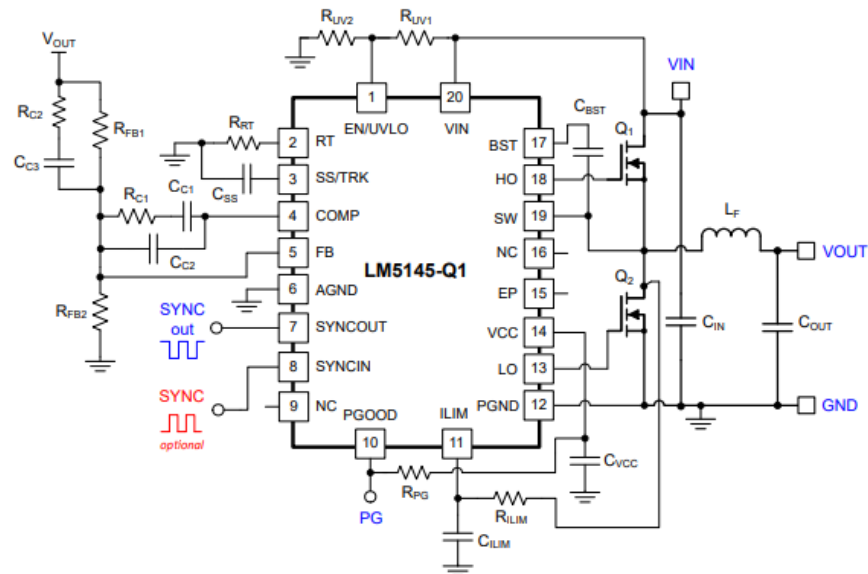 RUV2
RUV1
VOUT
VIN
1
20
CBST
RC2
RFB1
RRT
EN/UVLO
VIN
Q1
2
RT
BST
17
CC3
3
SS/TRK
HO
18
RC1
CC1
CSS
4
COMP
SW
19
LF
CC2
5
FB
NC
16
VOUT
LM5145-Q1
Q2
6
AGND
EP
15
RFB2
SYNC
out
7
SYNCOUT
VCC
14
CIN
COUT
8
SYNCIN
LO
13
SYNC
optional
9
NC
PGND
12
GND
PGOOD
ILIM
10
11
CVCC
RPG
PG
RILIM
CILIM